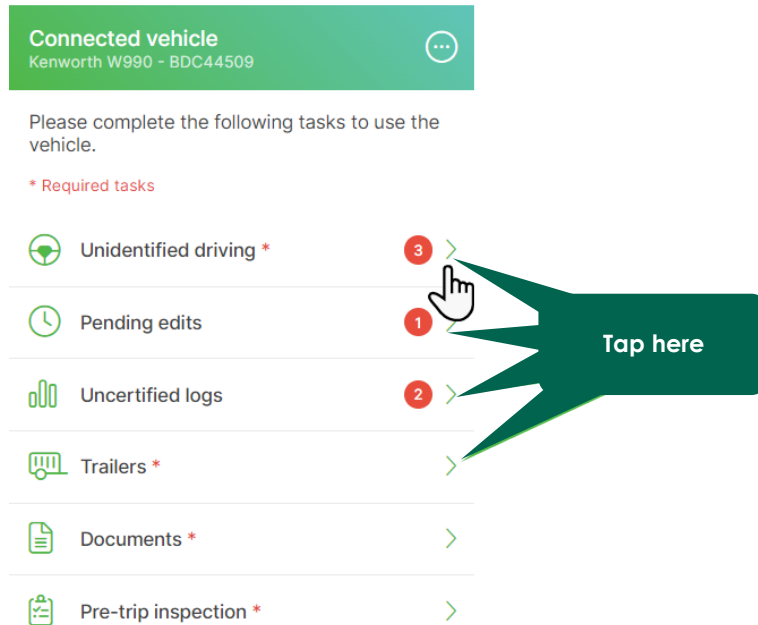 Connected vehicle
Kenworth W990 - BDC44509
Please complete the following tasks to use the
vehicle.
* Required tasks
Unidentified driving * 3
Pending edits 1
Tap here
Uncertified logs 2
Trailers *
Documents *
Pre-trip inspection *